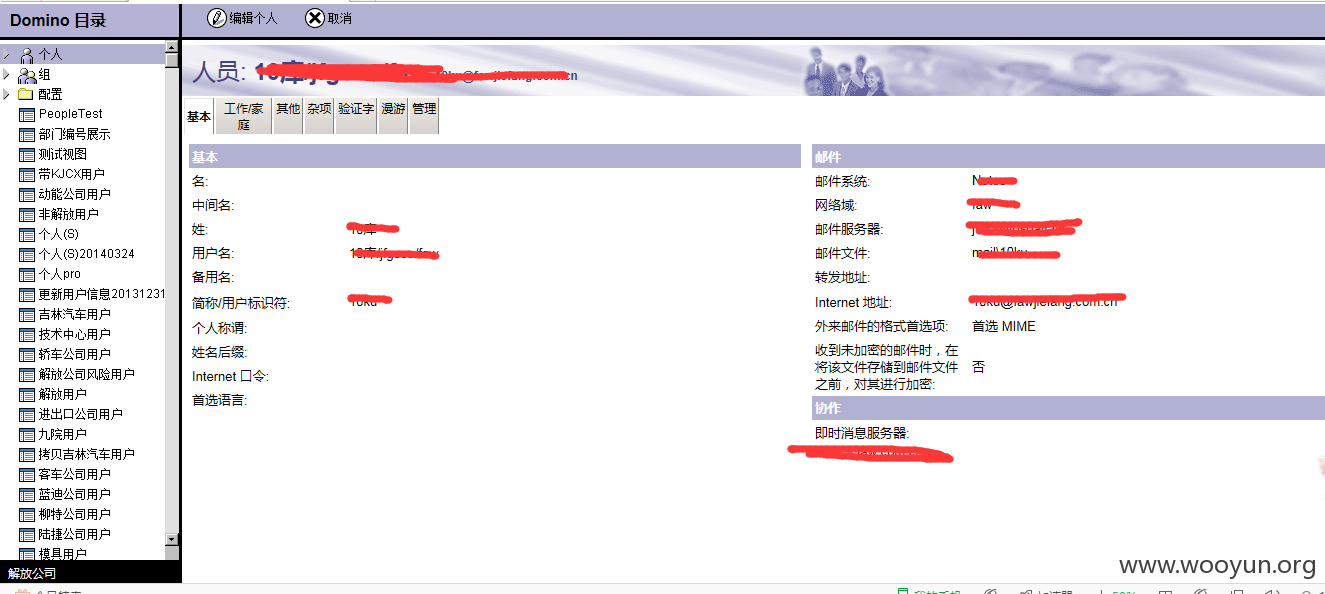 Domino 目录
编辑个人 取消
个人
组
配置
PeopleTest
部门编号展示
测试视图
带KJCX用户
动能公司用户
非解放用户
个人(S)
个人(S)20140324
个人pro
更新用户信息20131231
吉林汽车用户
技术中心用户
轿车公司用户
解放公司风险用户
解放用户
进出口公司用户
九院用户
拷贝吉林汽车用户
客车公司用户
蓝迪公司用户
柳特公司用户
陆捷公司用户
模具用户
解放公司
人员:
基本 工作/家庭 其他 杂项 验证字 漫游 管理
基本
名:
中间名:
姓:
用户名:
备用名:
简称/用户标识符:
个人称谓:
姓名后缀:
Internet 口令:
首选语言:
邮件
邮件系统:
网络域:
邮件服务器:
邮件文件:
转发地址:
Internet 地址:
外来邮件的格式首选项: 首选 MIME
收到未加密的邮件时，在
将该文件存储到邮件文件 否
之前，对其进行加密:
协作
即时消息服务器:
www.wooyun.org